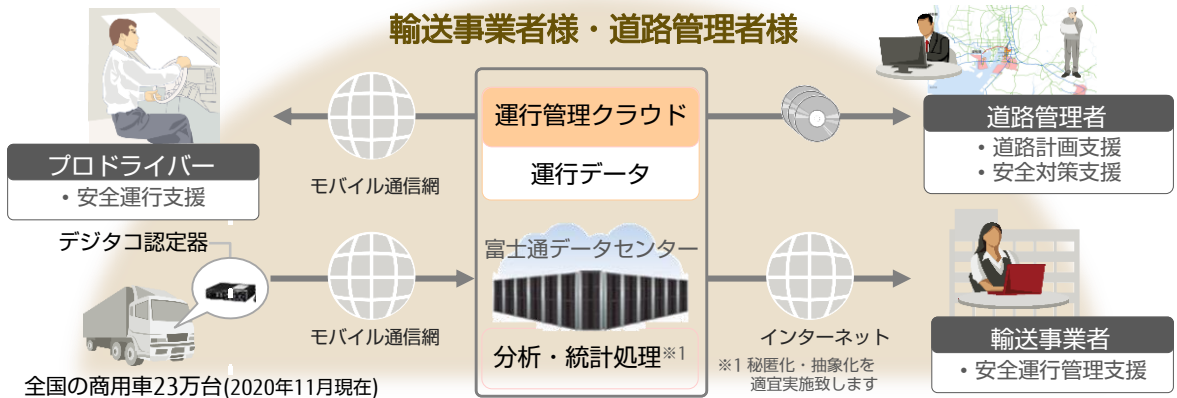 輸送事業者様・道路管理者様
プロドライバー
・安全運行支援
モバイル通信網
運行管理クラウド
運行データ
道路管理者
・道路計画支援
・安全対策支援
デジタコ認定器
モバイル通信網
全国の商用車23万台(2020年11月現在)
富士通データセンター
分析・統計処理※1
インターネット
※1 秘匿化・抽象化を
適宜実施致します
輸送事業者
・安全運行管理支援